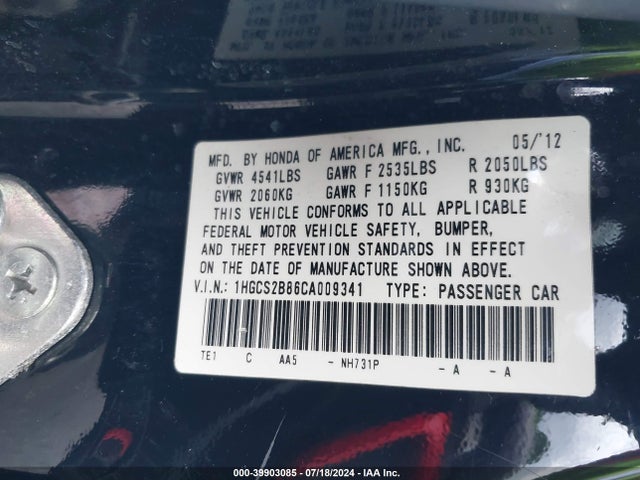 MFD. BY HONDA OF AMERICA MFG., INC. 05/'12
GVWR 4541LBS GAWR F 2535LBS R 2050LBS
GVWR 2060KG GAWR F 1150KG R 930KG
THIS VEHICLE CONFORMS TO ALL APPLICABLE
FEDERAL MOTOR VEHICLE SAFETY, BUMPER,
AND THEFT PREVENTION STANDARDS IN EFFECT
ON THE DATE OF MANUFACTURE SHOWN ABOVE.
V.I.N.: 1HGCS2B86CA009341 TYPE: PASSENGER CAR
TE1 C AA5 - NH731P - A - A
000-39903085 - 07/18/2024 - IAA Inc.